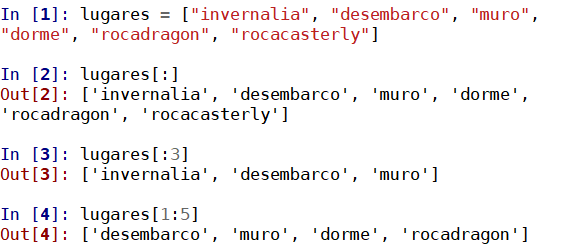 In [1]: lugares = ["invernalia", "desembarco", "muro",
"dorme", "rocadragon", "rocacasterly"]
In [2]: lugares[:]
Out[2]: ['invernalia', 'desembarco', 'muro', 'dorme',
'rocadragon', 'rocacasterly']
In [3]: lugares[:3]
Out[3]: ['invernalia', 'desembarco', 'muro']
In [4]: lugares[1:5]
Out[4]: ['desembarco', 'muro', 'dorme', 'rocadragon']